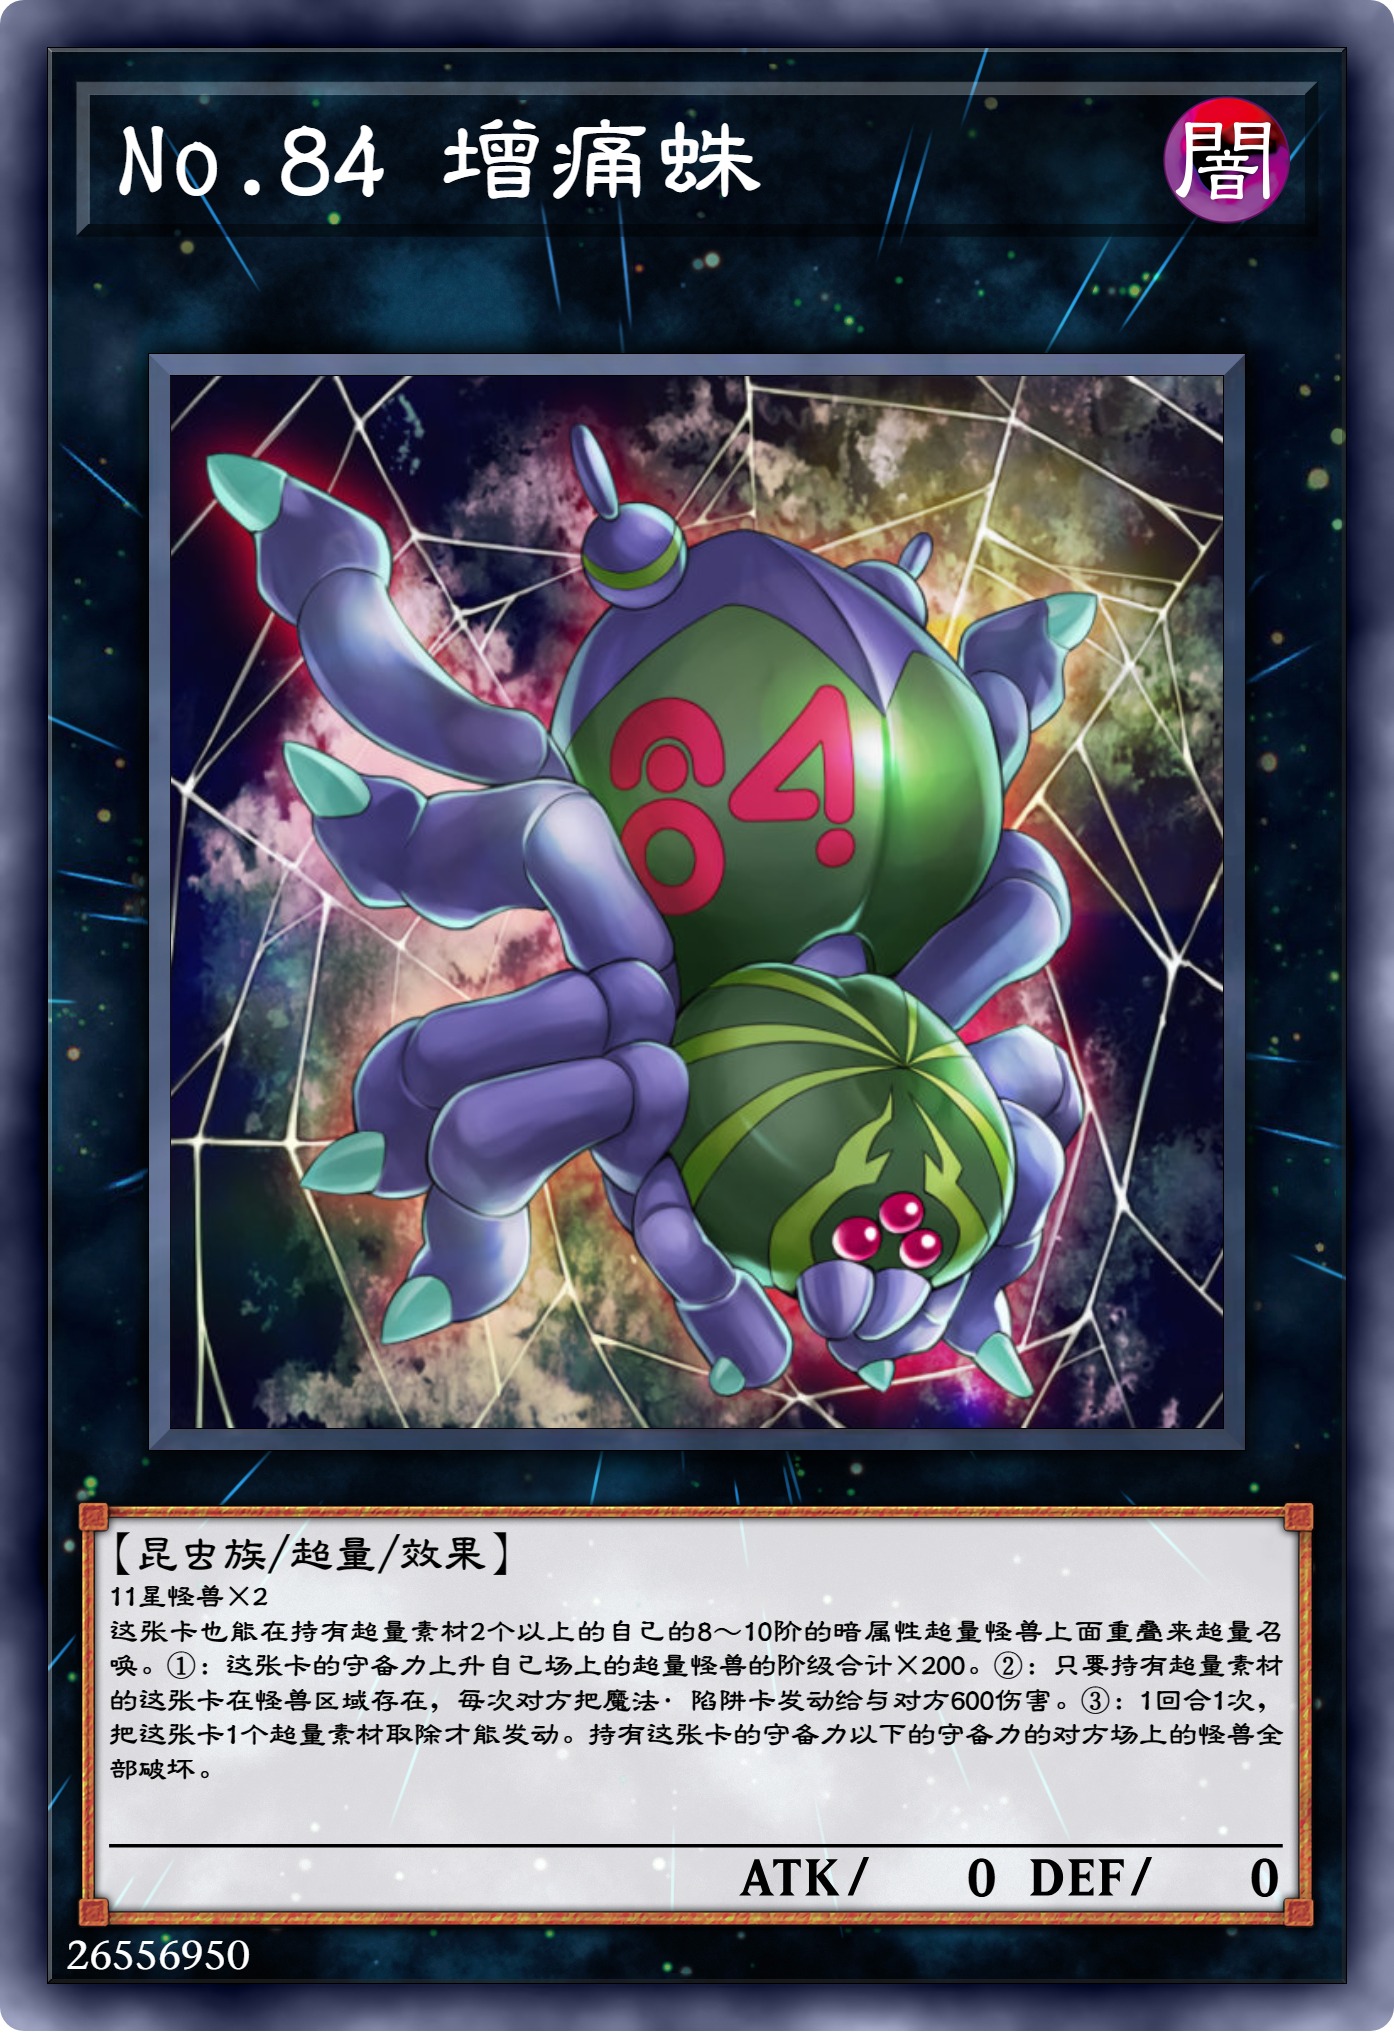 No.84 增痛蛛
闇
84
【昆虫族/超量/效果】
11星怪兽×2
这张卡也能在持有超量素材2个以上的自己的8～10阶的暗属性超量怪兽上面重叠来超量召
唤。①：这张卡的守备力上升自己场上的超量怪兽的阶级合计×200。②：只要持有超量素材
的这张卡在怪兽区域存在，每次对方把魔法·陷阱卡发动给与对方600伤害。③：1回合1次，
把这张卡1个超量素材取除才能发动。持有这张卡的守备力以下的守备力的对方场上的怪兽全
部破坏。
ATK/ 0 DEF/ 0
26556950